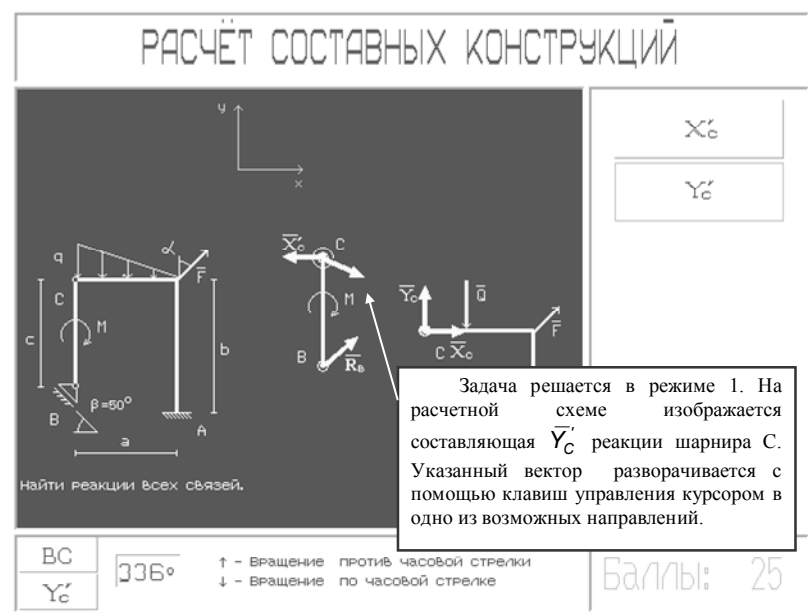 РАСЧЁТ СОСТАВНЫХ КОНСТРУКЦИЙ
X̄′c
Ȳ′c
y
x
q
α
F̄
C
M
c
b
B
β=50°
A
a
X̄′c
C
M
B
R̄B
Ȳc
Q̄
C X̄c
F̄
Найти реакции всех связей.
Задача решается в режиме 1. На
расчетной схеме изображается
составляющая Ȳ′C реакции шарнира С.
Указанный вектор разворачивается с
помощью клавиш управления курсором в
одно из возможных направлений.
BC
Ȳ′c
336°
↑ - Вращение против часовой стрелки
↓ - Вращение по часовой стрелке
Баллы: 25